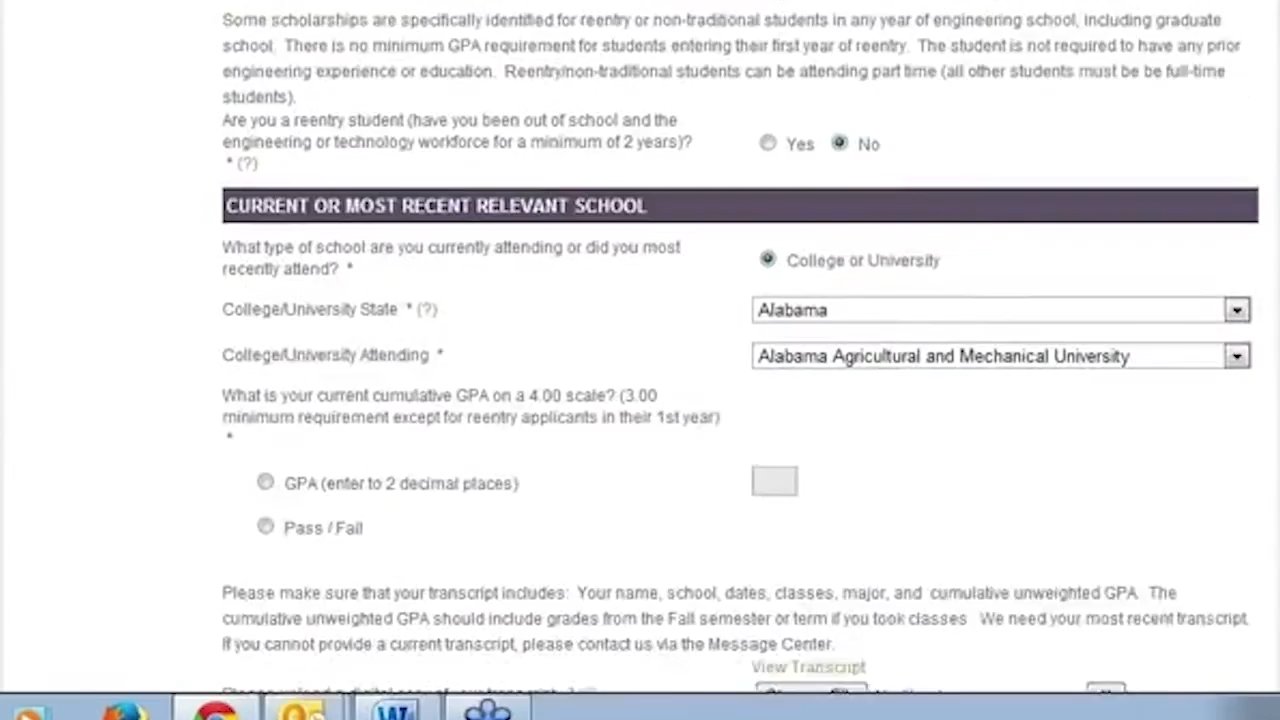 Some scholarships are specifically identified for reentry or non-traditional students in any year of engineering school, including graduate
school. There is no minimum GPA requirement for students entering their first year of reentry. The student is not required to have any prior
engineering experience or education. Reentry/non-traditional students can be attending part time (all other students must be be full-time
students).
Are you a reentry student (have you been out of school and the
engineering or technology workforce for a minimum of 2 years)?
* (?)
Yes No
CURRENT OR MOST RECENT RELEVANT SCHOOL
What type of school are you currently attending or did you most
recently attend? *
College or University
College/University State * (?)
Alabama
College/University Attending *
Alabama Agricultural and Mechanical University
What is your current cumulative GPA on a 4.00 scale? (3.00
minimum requirement except for reentry applicants in their 1st year)
*
GPA (enter to 2 decimal places)
Pass / Fail
Please make sure that your transcript includes: Your name, school, dates, classes, major, and cumulative unweighted GPA. The
cumulative unweighted GPA should include grades from the Fall semester or term if you took classes. We need your most recent transcript.
If you cannot provide a current transcript, please contact us via the Message Center.
View Transcript